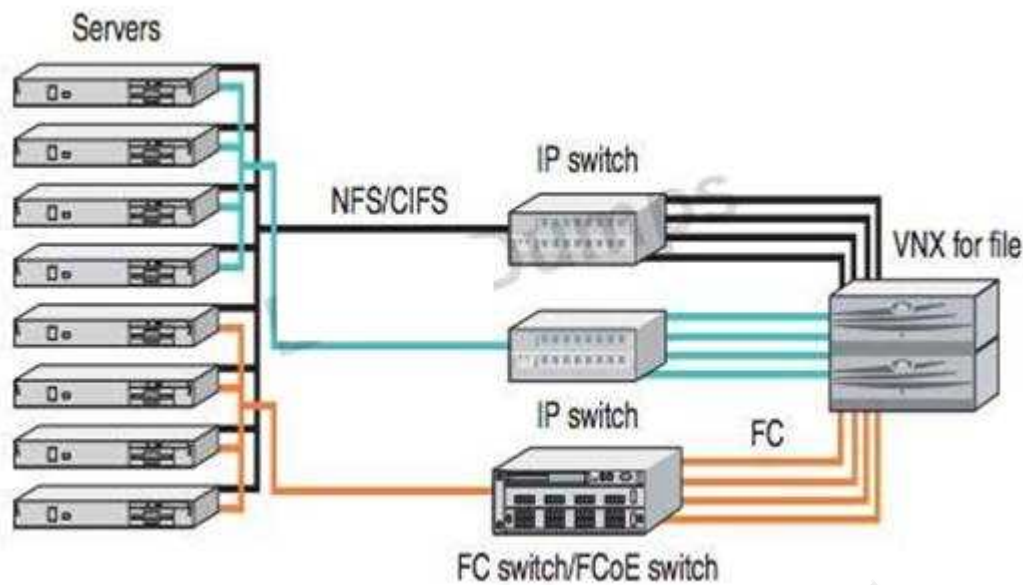 Servers
IP switch
NFS/CIFS
VNX for file
IP switch
FC
FC switch/FCoE switch